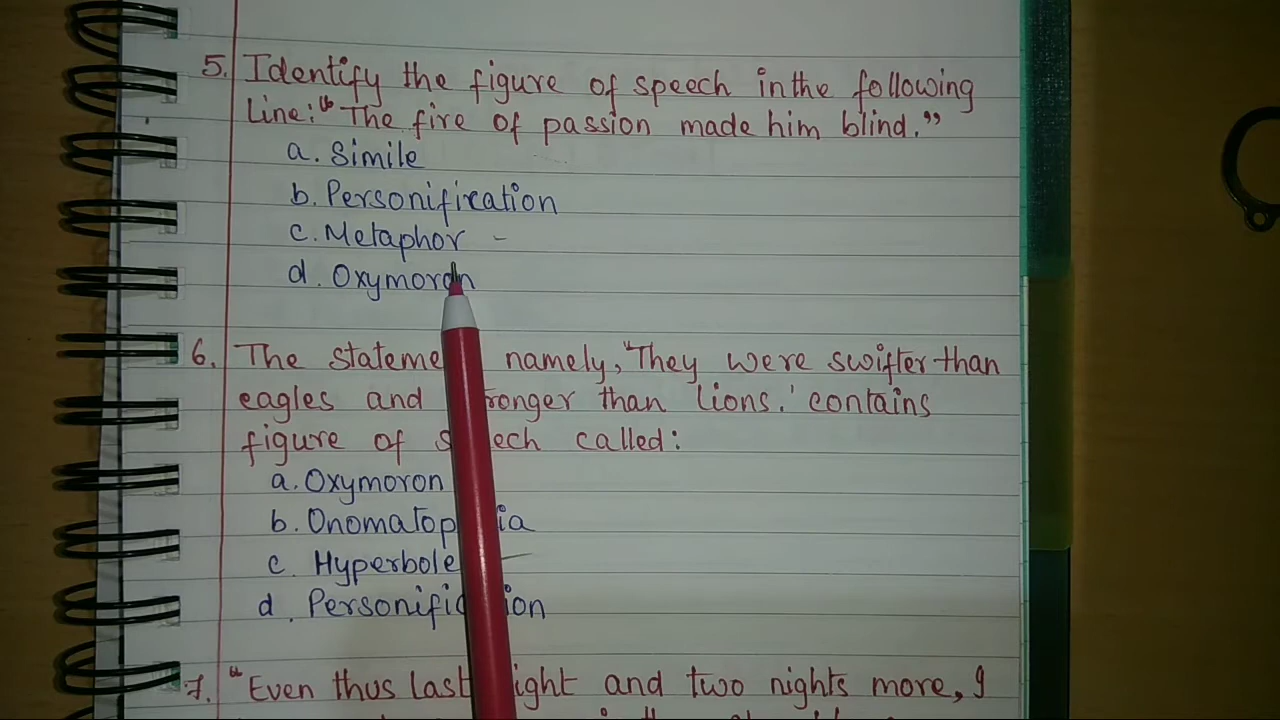 5. Identify the figure of speech in the following
line: "The fire of passion made him blind."
a. Simile
b. Personification
c. Metaphor -
d. Oxymoron
6. The stateme namely, "They were swifter than
eagles and ronger than lions.' contains
figure of s ech called:
a. Oxymoron
b. Onomatop ia
c. Hyperbole -
d. Personific ion
7. "Even thus last ight and two nights more, I